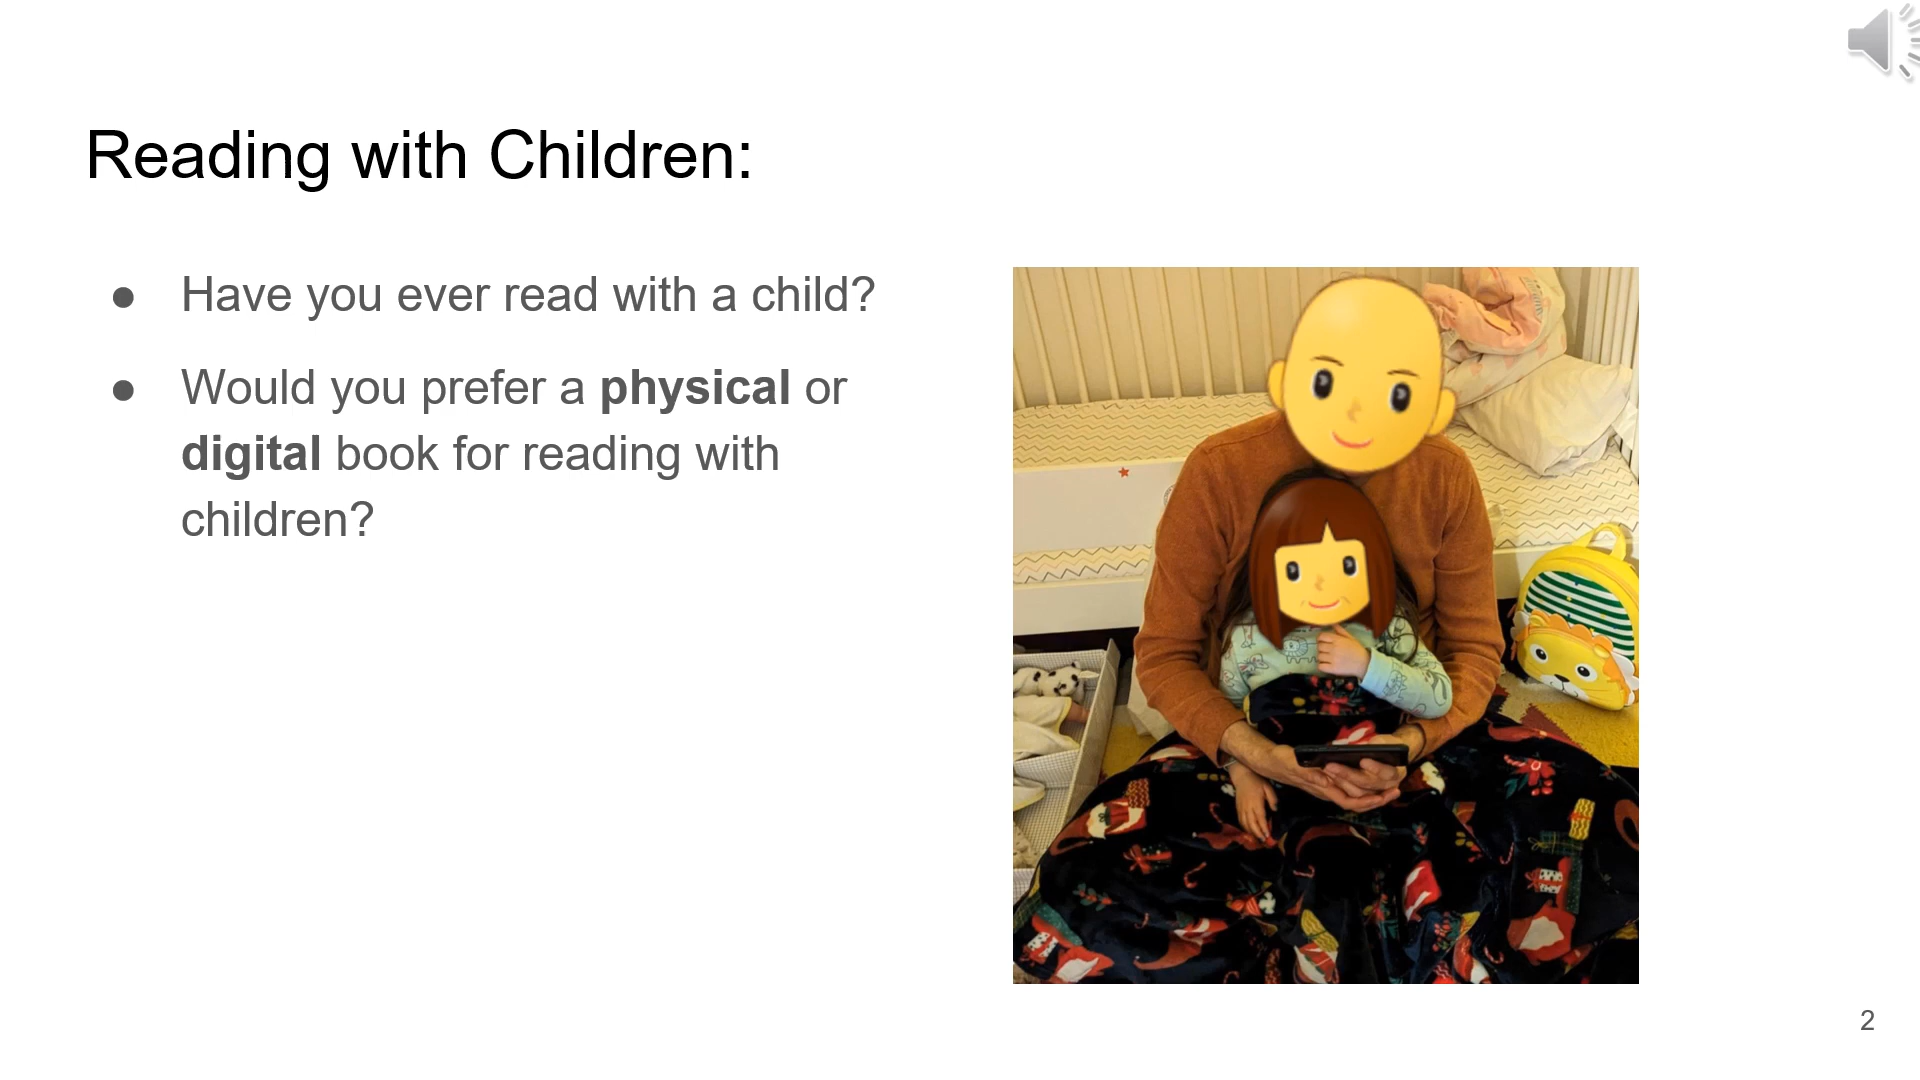 Reading with Children:
● Have you ever read with a child?
● Would you prefer a physical or
digital book for reading with
children?
2